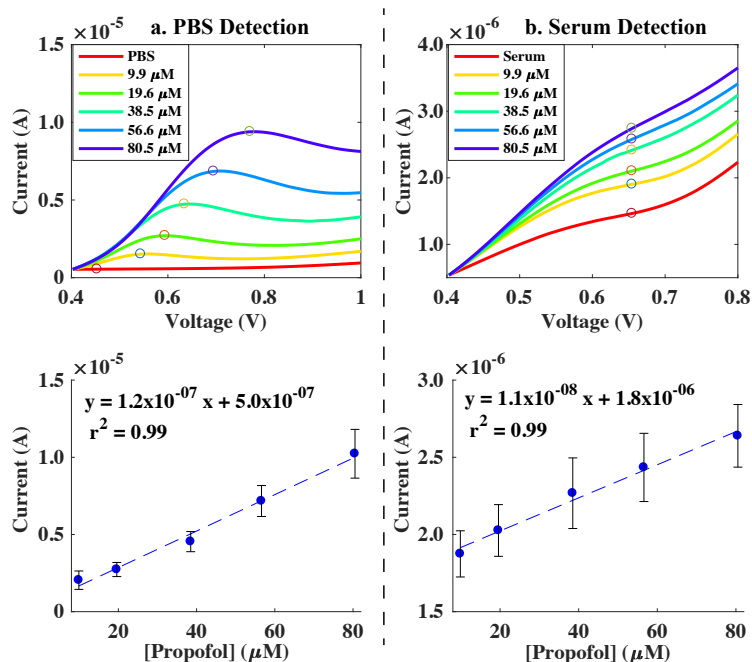 a. PBS Detection
×10⁻⁵
1.5
1.0
0.5
0
Current (A)
PBS
9.9 μM
19.6 μM
38.5 μM
56.6 μM
80.5 μM
0.4 0.6 0.8 1
Voltage (V)
b. Serum Detection
×10⁻⁶
4.0
3.0
2.0
1.0
Current (A)
Serum
9.9 μM
19.6 μM
38.5 μM
56.6 μM
80.5 μM
0.4 0.5 0.6 0.7 0.8
Voltage (V)
×10⁻⁵
1.5
1.0
0.5
0
Current (A)
y = 1.2x10⁻⁰⁷ x + 5.0x10⁻⁰⁷
r² = 0.99
20 40 60 80
[Propofol] (μM)
×10⁻⁶
3.0
2.5
2.0
1.5
Current (A)
y = 1.1x10⁻⁰⁸ x + 1.8x10⁻⁰⁶
r² = 0.99
20 40 60 80
[Propofol] (μM)